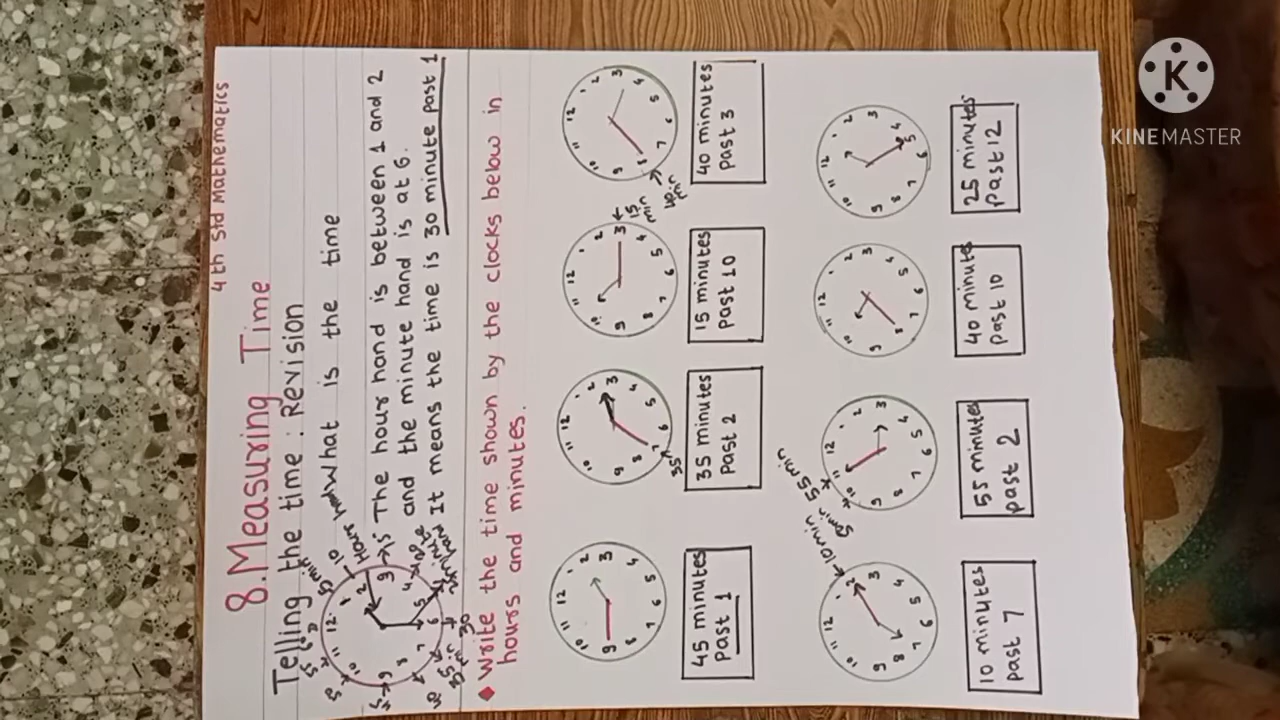 4th Std Mathematics
8. Measuring Time
Telling the time : Revision
What is the time
The hour hand is between 1 and 2
and the minute hand is at 6.
It means the time is 30 minute past 1
Write the time shown by the clocks below in
hours and minutes.
45 minutes
past 1
35 minutes
past 2
15 minutes
past 10
40 minutes
past 3
10 minutes
past 7
55 minutes
past 2
40 minute
past 10
25 minutes
past 12
KINEMASTER